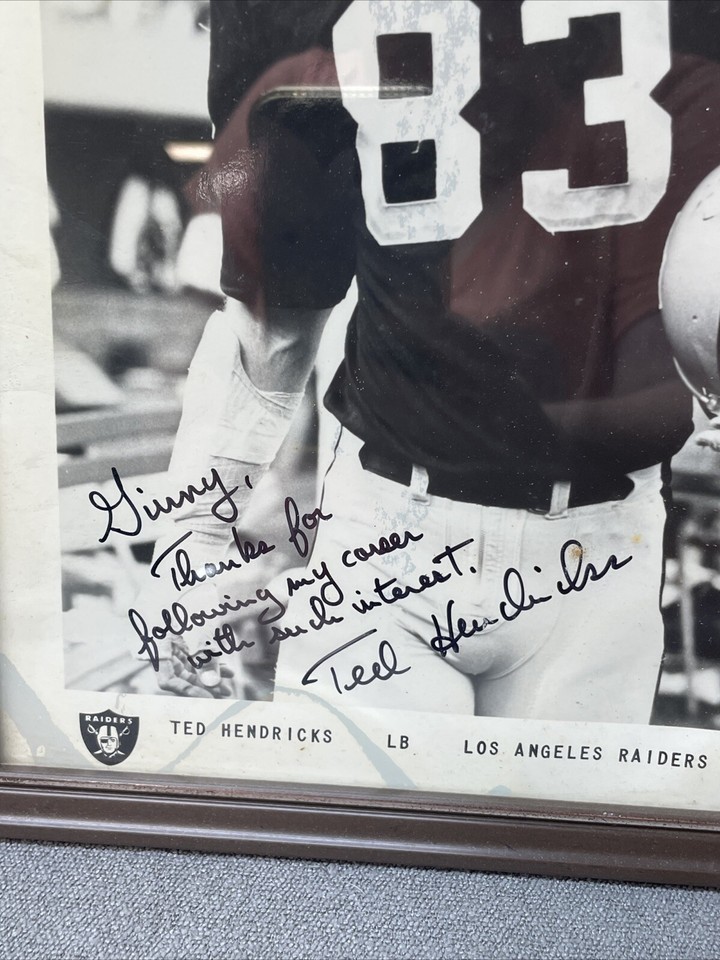 83
Ginny,
Thanks for
following my career
with such interest.
Ted Hendricks
RAIDERS
TED HENDRICKS LB LOS ANGELES RAIDERS